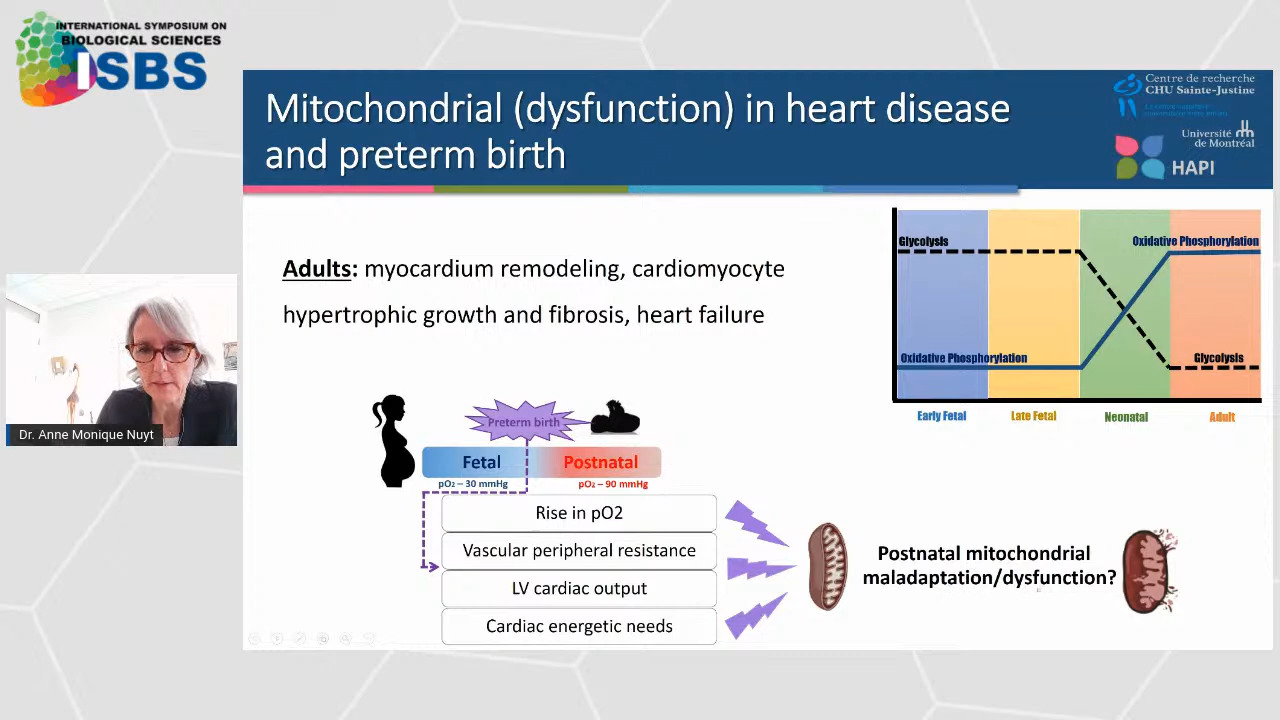 INTERNATIONAL SYMPOSIUM ON
BIOLOGICAL SCIENCES
ISBS
Mitochondrial (dysfunction) in heart disease
and preterm birth
Centre de recherche
CHU Sainte-Justine
Université
de Montréal
HAPI
Adults: myocardium remodeling, cardiomyocyte
hypertrophic growth and fibrosis, heart failure
Glycolysis
Oxidative Phosphorylation
Oxidative Phosphorylation
Glycolysis
Early Fetal
Late Fetal
Neonatal
Adult
Dr. Anne Monique Nuyt
Preterm birth
Fetal
Postnatal
pO₂ – 30 mmHg
pO₂ – 90 mmHg
Rise in pO2
Vascular peripheral resistance
LV cardiac output
Cardiac energetic needs
Postnatal mitochondrial
maladaptation/dysfunction?